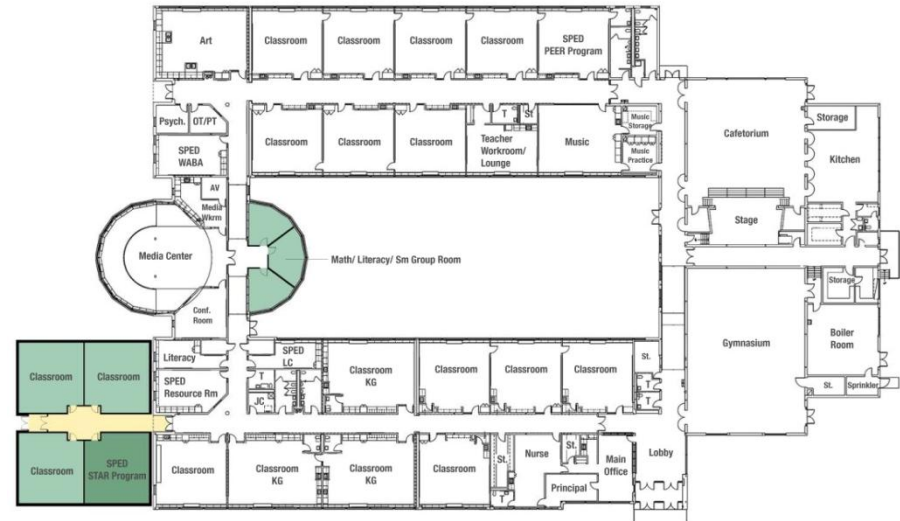 Art
Classroom
Classroom
Classroom
Classroom
SPED
PEER Program
Psych.
OT/PT
SPED
WABA
Classroom
Classroom
Classroom
T
St
Teacher
Workroom/
Lounge
Music
Music
Storage
Music
Practice
Cafetorium
Storage
Kitchen
Stage
AV
Media
Wkrm
Media Center
Math/ Literacy/ Sm Group Room
Conf.
Room
Storage
Boiler
Room
Gymnasium
St.
Sprinkler
Literacy
SPED
LC
SPED
Resource Rm
T
JC
Classroom
KG
Classroom
Classroom
Classroom
St.
T
T
Classroom
Classroom
Classroom
SPED
STAR Program
Classroom
Classroom
KG
Classroom
KG
Classroom
St.
T
Nurse
St.
Principal
Main
Office
Lobby